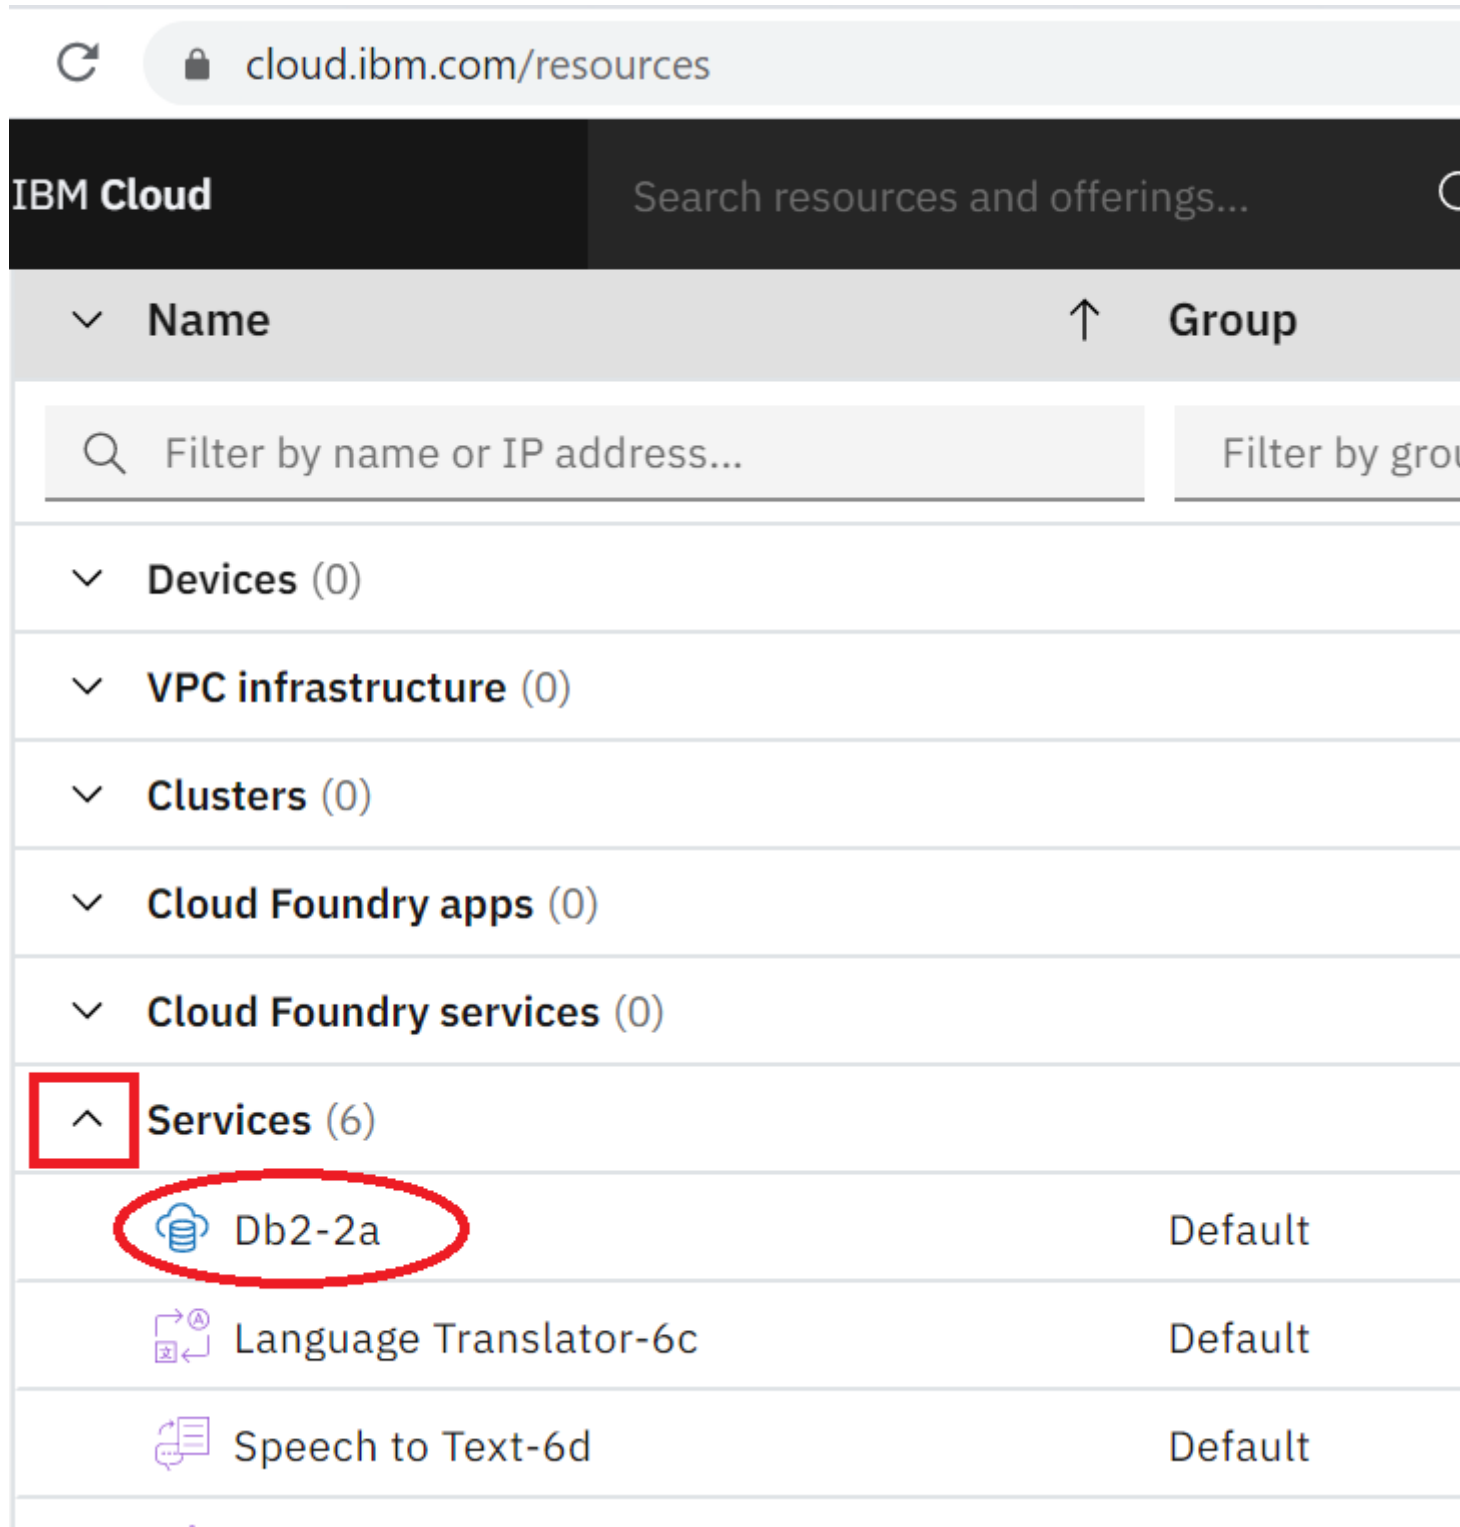 cloud.ibm.com/resources
IBM Cloud Search resources and offerings...
Name Group
Filter by name or IP address... Filter by
Devices (0)
VPC infrastructure (0)
Clusters (0)
Cloud Foundry apps (0)
Cloud Foundry services (0)
Services (6)
Db2-2a Default
Language Translator-6c Default
Speech to Text-6d Default